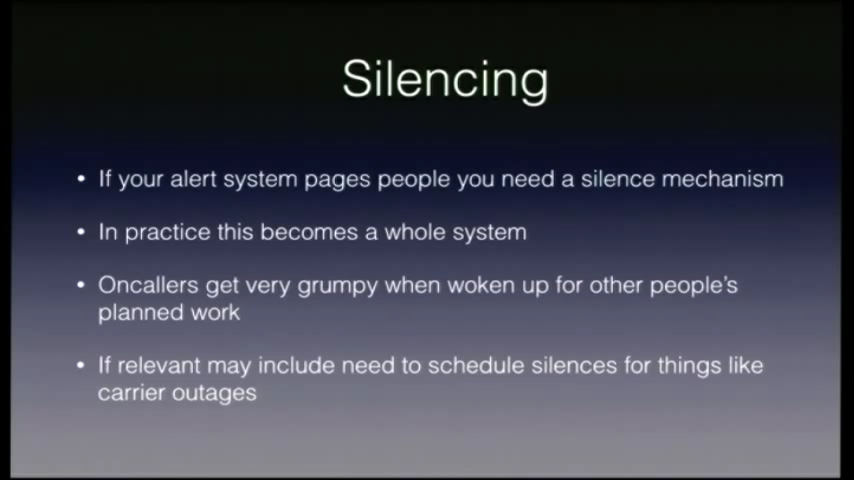 Silencing
• If your alert system pages people you need a silence mechanism
• In practice this becomes a whole system
• Oncallers get very grumpy when woken up for other people's
planned work
• If relevant may include need to schedule silences for things like
carrier outages